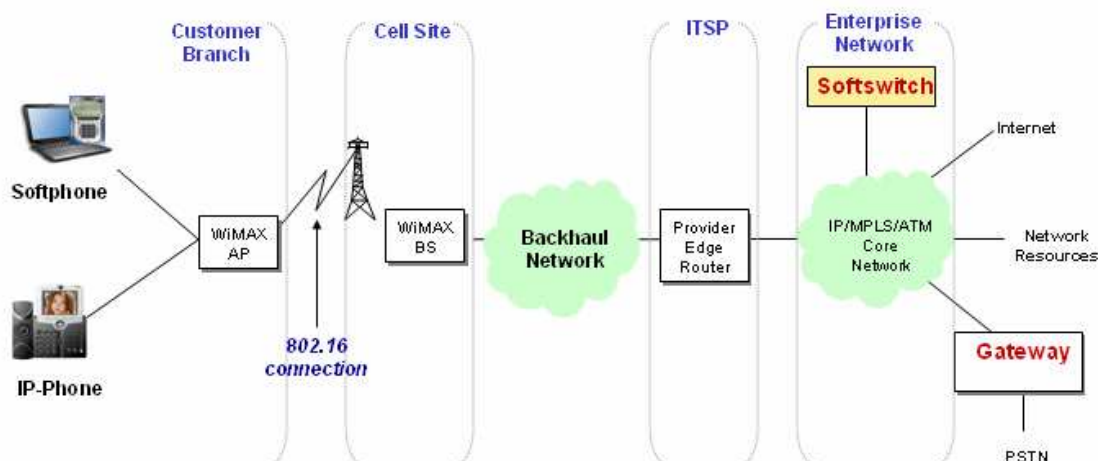 Customer
Branch
Cell Site
ITSP
Enterprise
Network
Softswitch
Internet
Softphone
WiMAX
AP
WiMAX
BS
Backhaul
Network
Provider
Edge
Router
IP/MPLS/ATM
Core
Network
Network
Resources
802.16
connection
IP-Phone
Gateway
PSTN